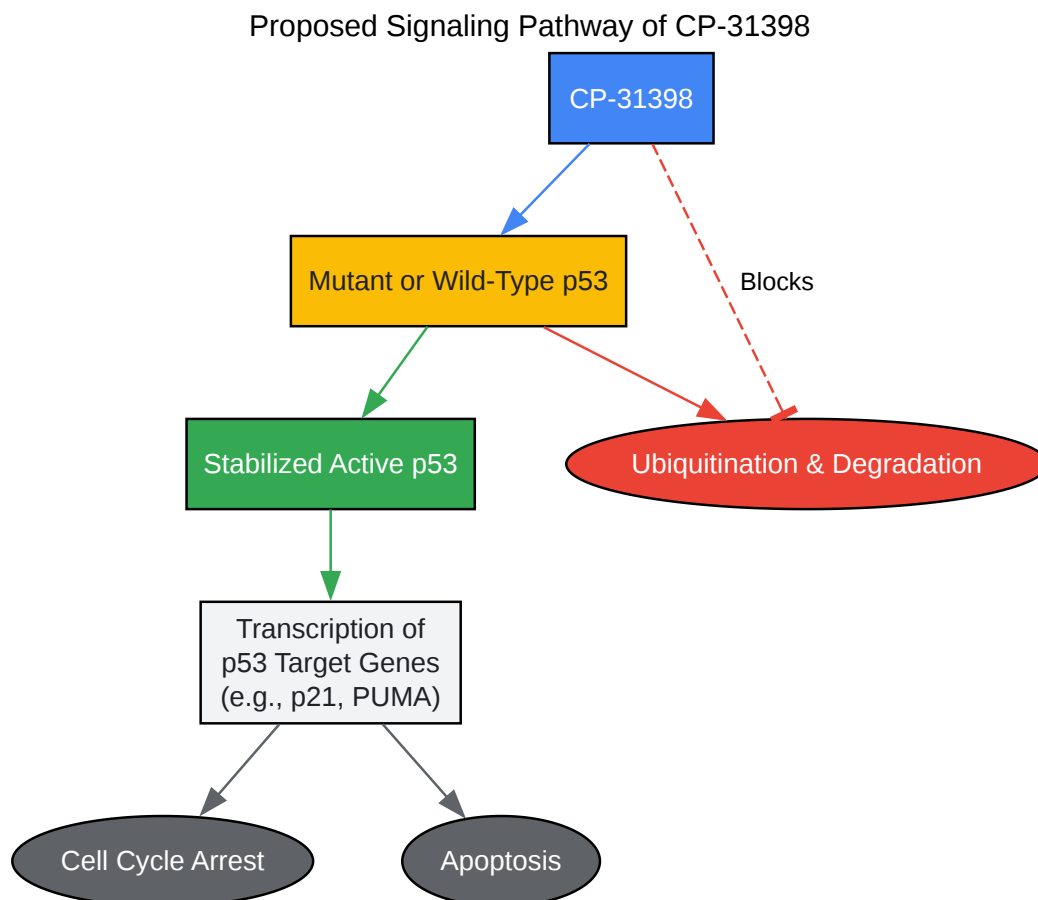 Proposed Signaling Pathway of CP-31398
CP-31398
Mutant or Wild-Type p53
Blocks
Stabilized Active p53
Ubiquitination & Degradation
Transcription of
p53 Target Genes
(e.g., p21, PUMA)
Cell Cycle Arrest
Apoptosis